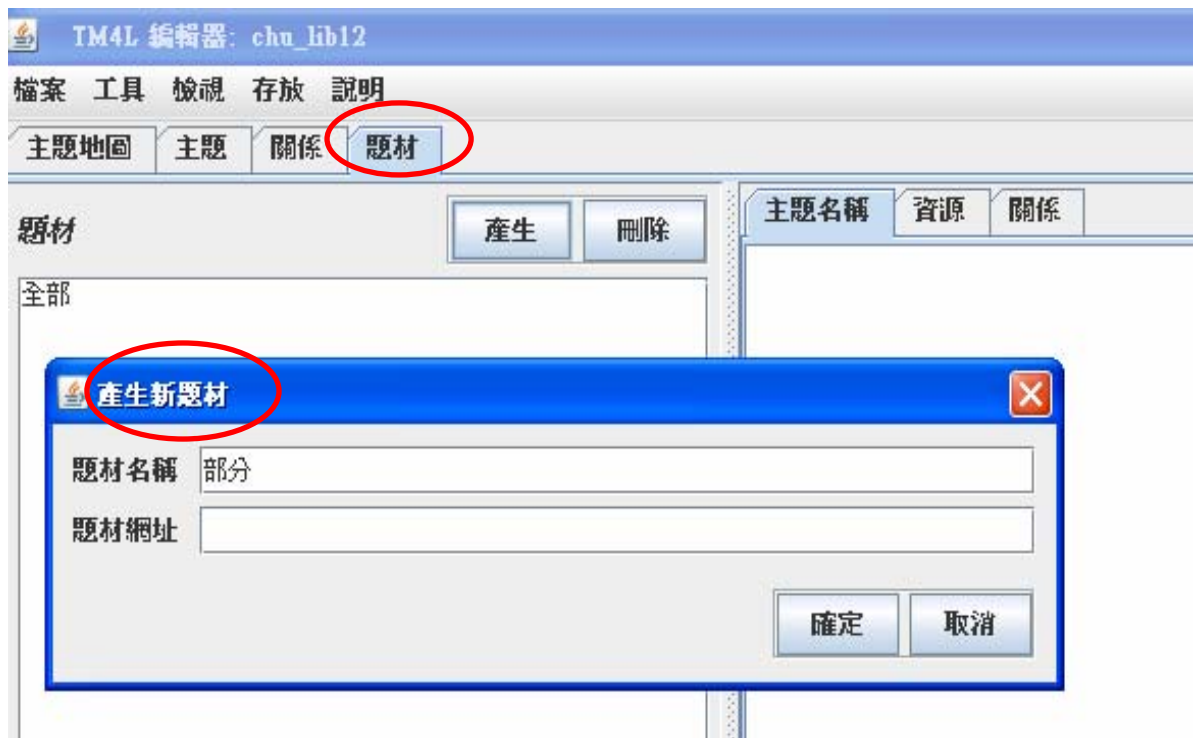 TM4L 編輯器: chu_lib12
檔案 工具 檢視 存放 說明
主題地圖 主題 關係 題材
題材 產生 刪除
主題名稱 資源 關係
全部
產生新題材
題材名稱 部分
題材網址
確定 取消